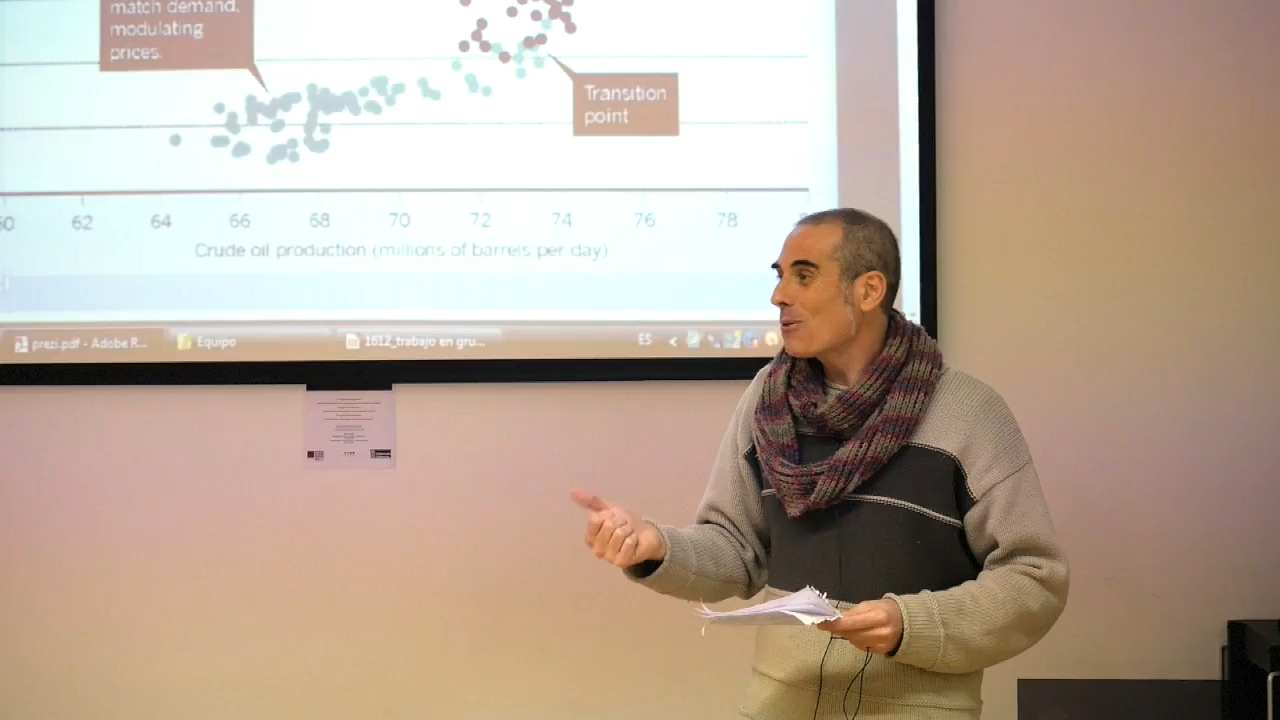 match demand,
modulating
prices.
Transition
point
60 62 64 66 68 70 72 74 76 78
Crude oil production (millions of barrels per day)
prezi.pdf - Adobe R... Equipo 1612_trabajo en gru... ES